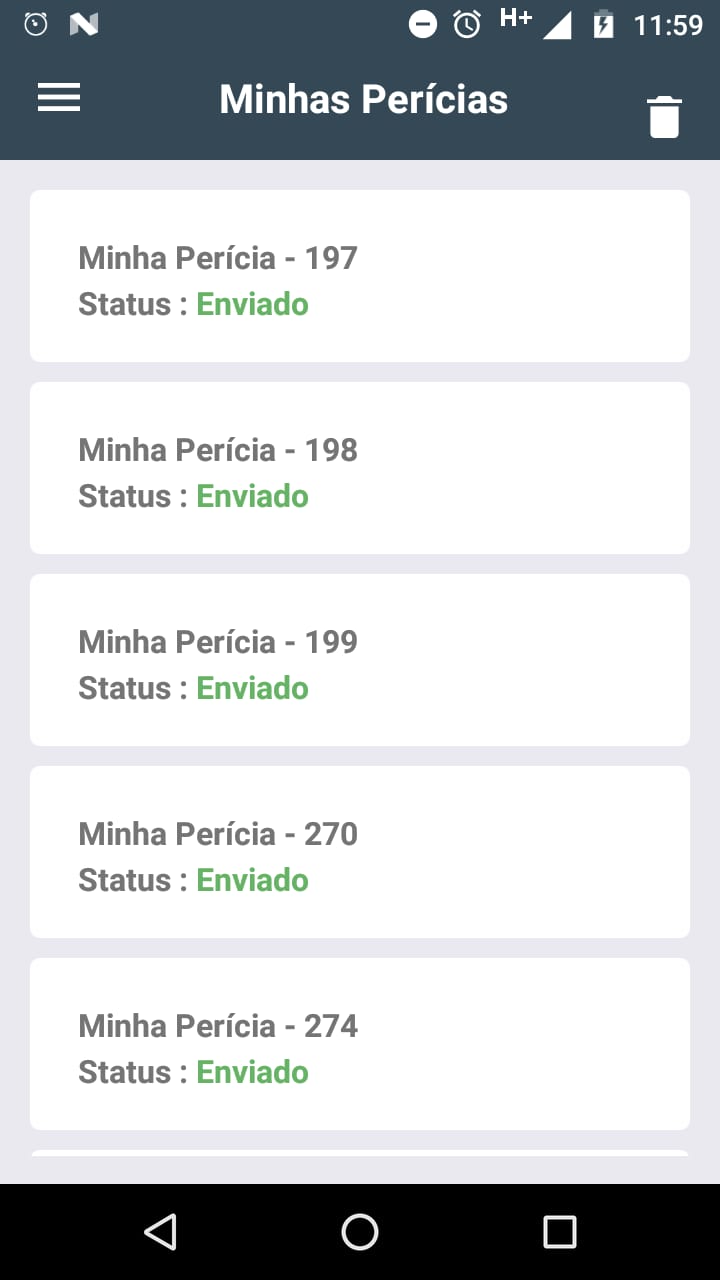 H+ 11:59
Minhas Perícias
Minha Perícia - 197
Status : Enviado
Minha Perícia - 198
Status : Enviado
Minha Perícia - 199
Status : Enviado
Minha Perícia - 270
Status : Enviado
Minha Perícia - 274
Status : Enviado